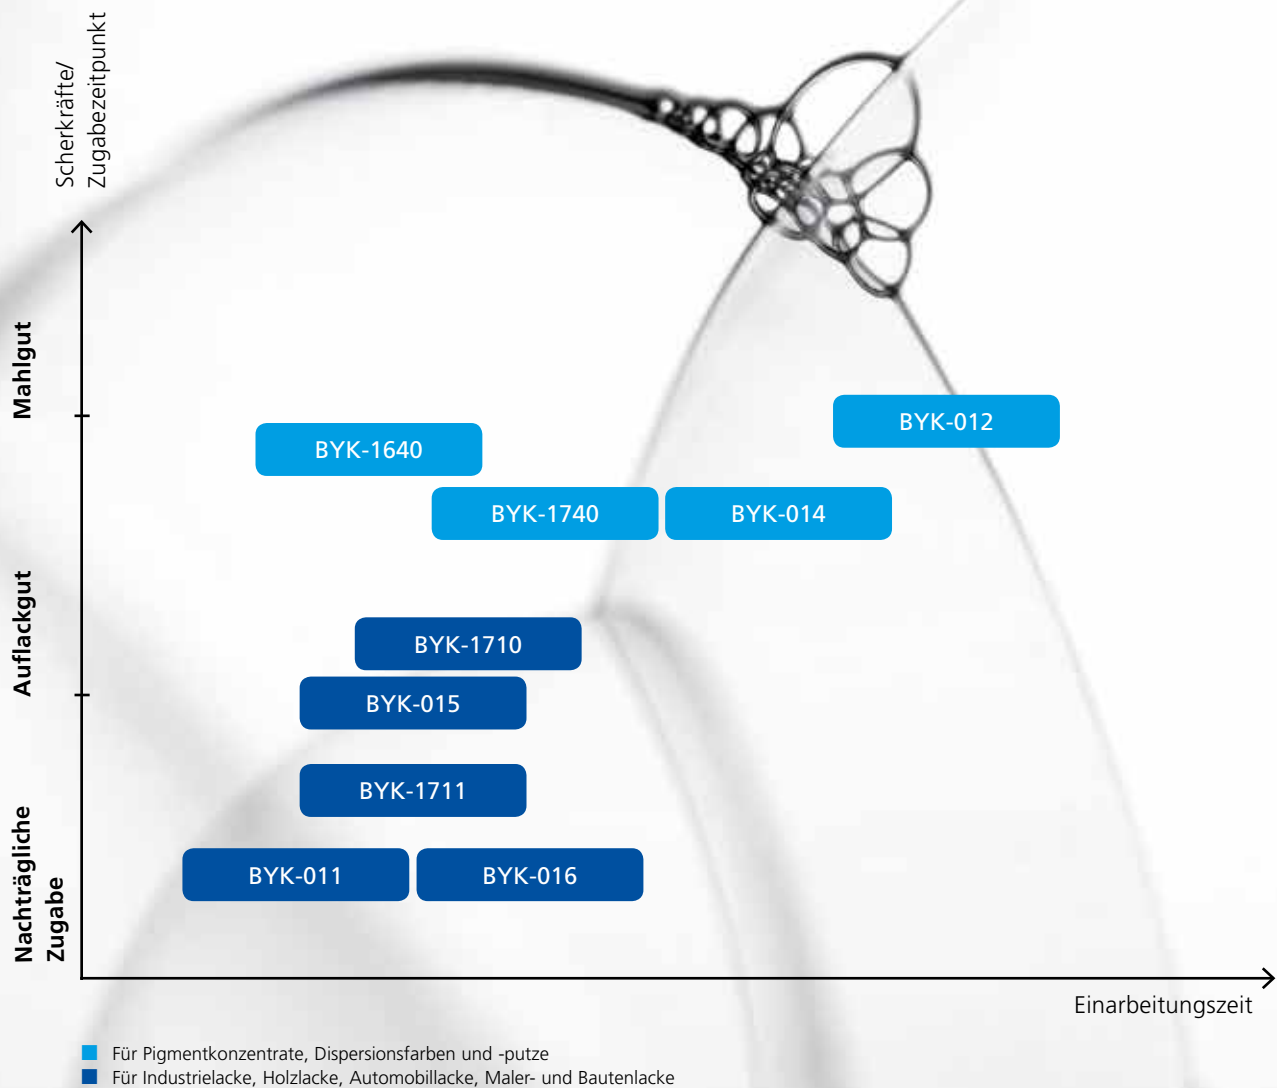 Scherkräfte/
Zugabezeitpunkt
Mahlgut
BYK-012
BYK-1640
BYK-1740
BYK-014
Auflackgut
BYK-1710
BYK-015
BYK-1711
Nachträgliche
Zugabe
BYK-011
BYK-016
Einarbeitungszeit
Für Pigmentkonzentrate, Dispersionsfarben und -putze
Für Industrielacke, Holzlacke, Automobillacke, Maler- und Bautenlacke